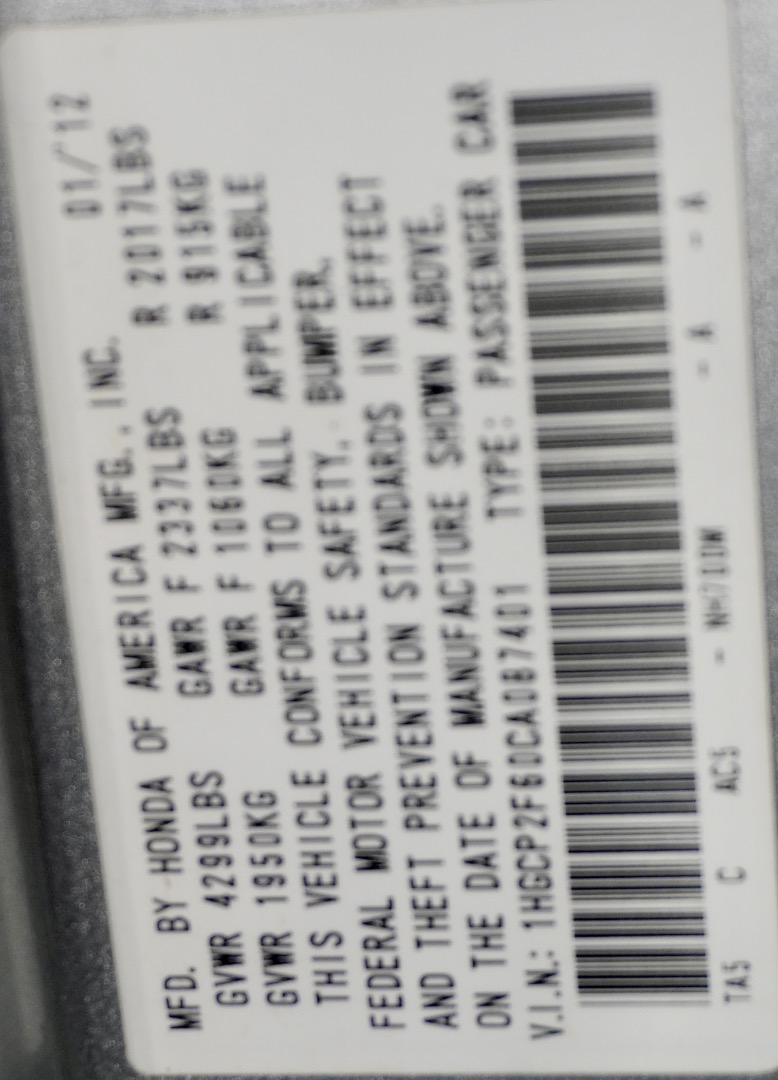 MFD. BY HONDA OF AMERICA MFG., INC. 01/12
GVWR 4299LBS GAWR F 2337LBS R 2017LBS
GVWR 1950KG GAWR F 1060KG R 915KG
THIS VEHICLE CONFORMS TO ALL APPLICABLE
FEDERAL MOTOR VEHICLE SAFETY, BUMPER,
AND THEFT PREVENTION STANDARDS IN EFFECT
ON THE DATE OF MANUFACTURE SHOWN ABOVE.
V.I.N.: 1HGCP2F60CA087401 TYPE: PASSENGER CAR
TA5 C AC5 - NH700M - A - A